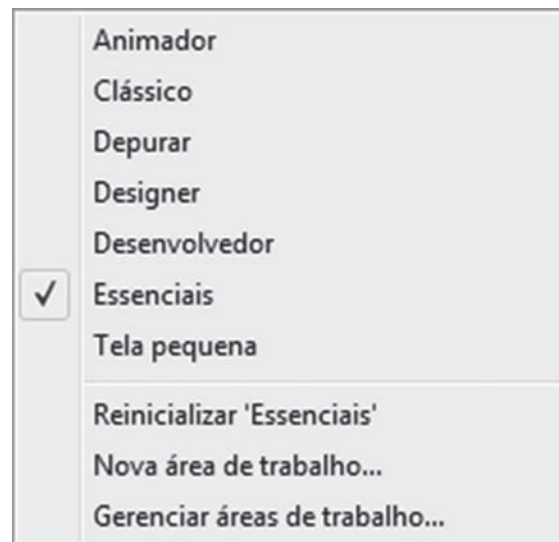 Animador
Clássico
Depurar
Designer
Desenvolvedor
Essenciais
Tela pequena
Reinicializar 'Essenciais'
Nova área de trabalho...
Gerenciar áreas de trabalho...